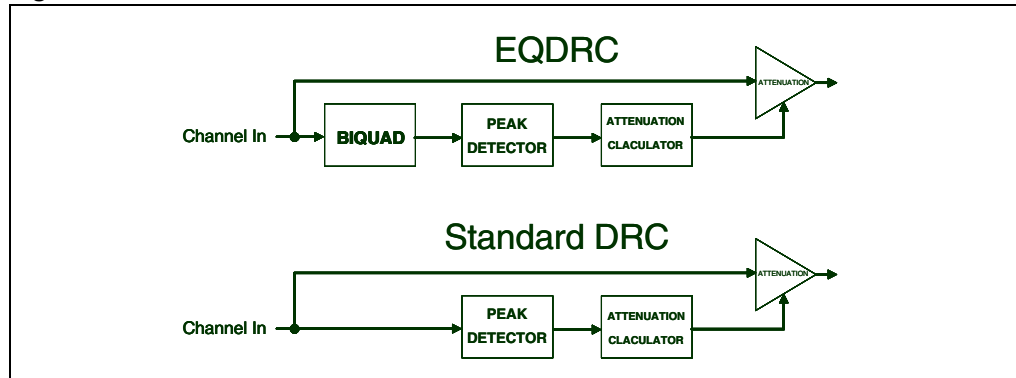 EQDRC
ATTENUATION
Channel In
BIQUAD
PEAK
DETECTOR
ATTENUATION
CLACULATOR
Standard DRC
ATTENUATION
Channel In
PEAK
DETECTOR
ATTENUATION
CLACULATOR